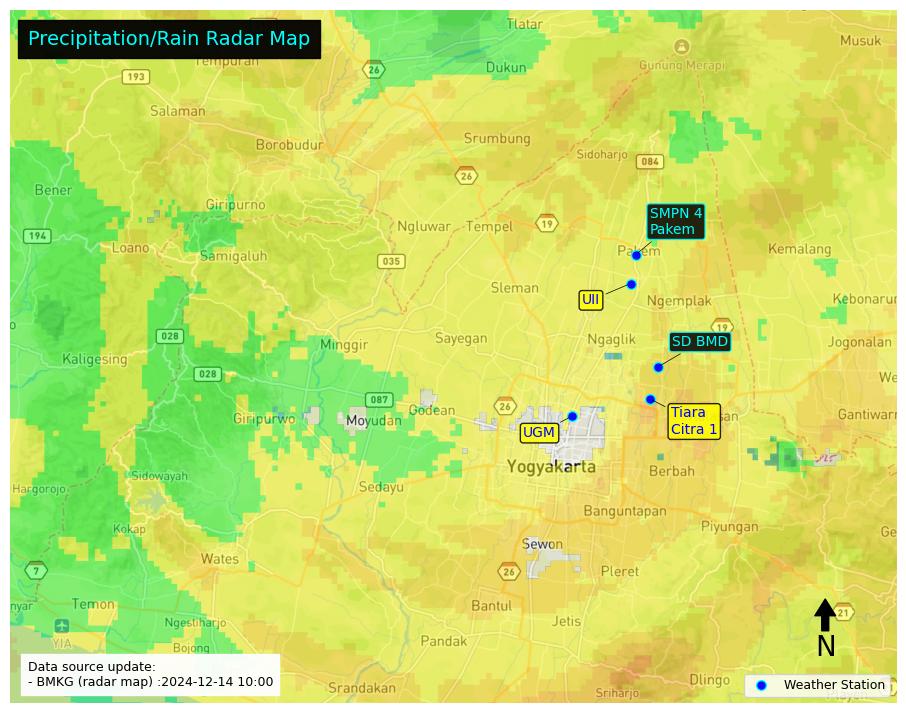 Precipitation/Rain Radar Map
Tlatar
Musuk
Tempuran
193
26
Dukun
Gunung Merapi
Salaman
Borobudur
Srumbung
Sidoharjo
084
26
Bener
Giripurno
SMPN 4
Pakem
194
Loano
Samigaluh
Ngluwar
Tempel
19
Pakem
Kemalang
035
Sleman
UII
Ngemplak
Kebonaru
028
Minggir
Sayegan
Ngaglik
19
SD BMD
Jogonalan
Kaligesing
028
We
087
Godean
26
Tiara
Citra 1
an
Gantiwarn
Giripurwo
Moyudan
UGM
Yogyakarta
Berbah
Hargorojo
Sidowayah
Sedayu
Kokap
Banguntapan
Piyungan
Ge
Wates
Sewon
7
26
Pleret
nyar
Temon
Bantul
Jetis
21
Ngestiharjo
YIA
Bojong
Pandak
N
Data source update:
- BMKG (radar map) :2024-12-14 10:00
Srandakan
Sriharjo
Dlingo
Weather Station